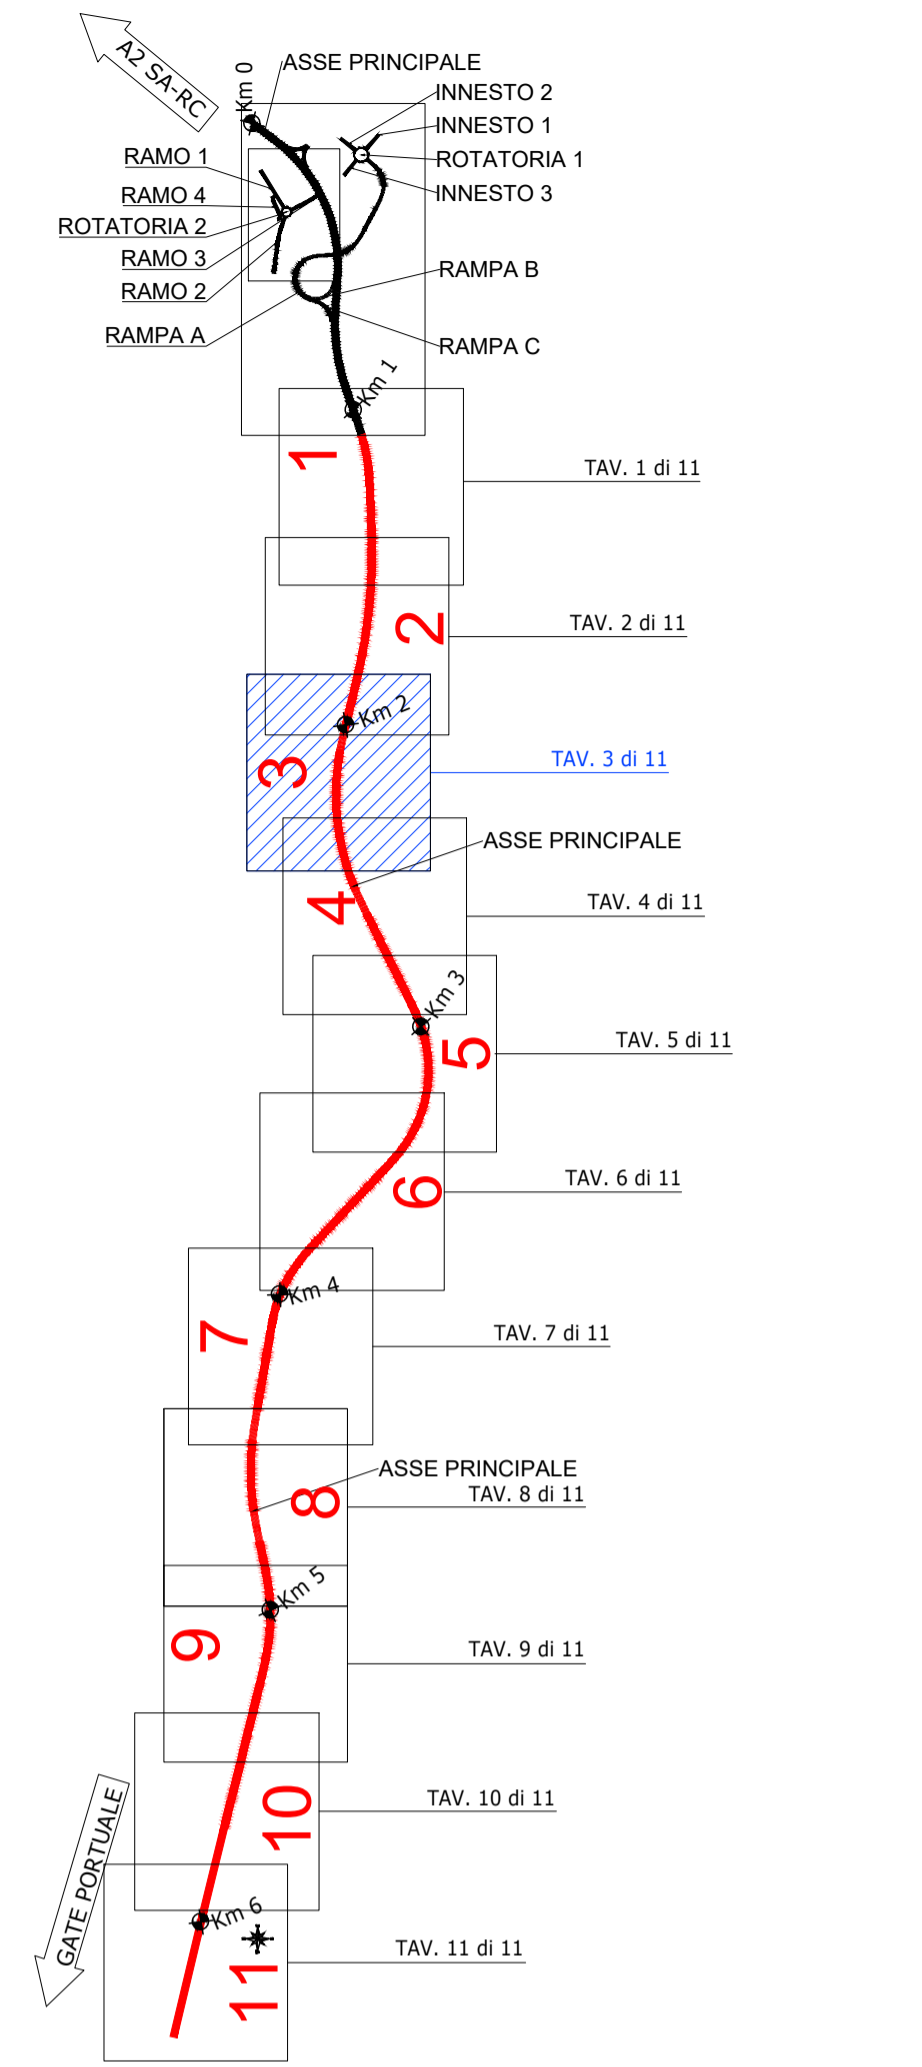 A2 SA-RC
Km 0
ASSE PRINCIPALE
INNESTO 2
INNESTO 1
RAMO 1
ROTATORIA 1
RAMO 4
INNESTO 3
ROTATORIA 2
RAMO 3
RAMPA B
RAMO 2
RAMPA A
RAMPA C
Km 1
1
TAV. 1 di 11
2
TAV. 2 di 11
Km 2
3
TAV. 3 di 11
ASSE PRINCIPALE
4
TAV. 4 di 11
Km 3
5
TAV. 5 di 11
6
TAV. 6 di 11
Km 4
7
TAV. 7 di 11
ASSE PRINCIPALE
8
TAV. 8 di 11
Km 5
9
TAV. 9 di 11
10
TAV. 10 di 11
GATE PORTUALE
Km 6
11
TAV. 11 di 11